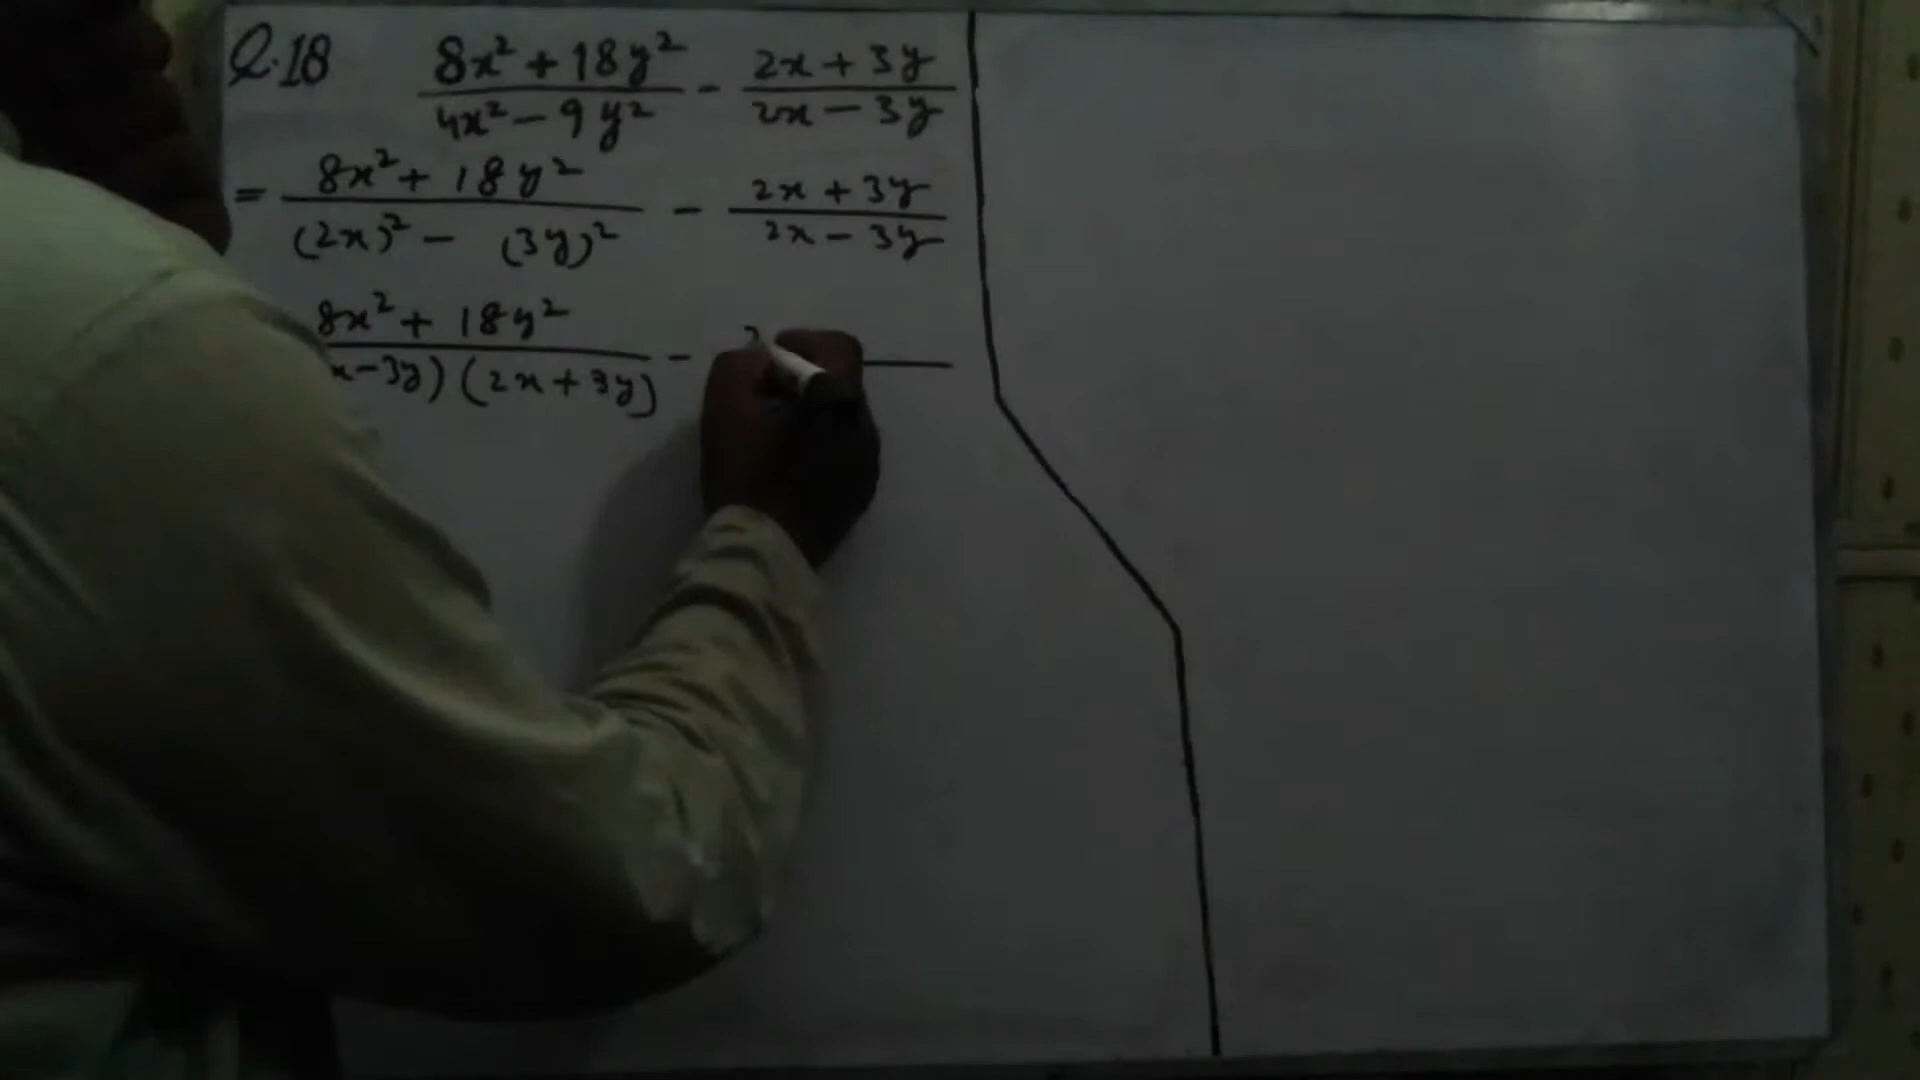 Q.18 (8x² + 18y²)/(4x² - 9y²) - (2x + 3y)/(2x - 3y)
= (8x² + 18y²)/((2x)² - (3y)²) - (2x + 3y)/(2x - 3y)
8x² + 18y² -
x-3y)(2x+3y)